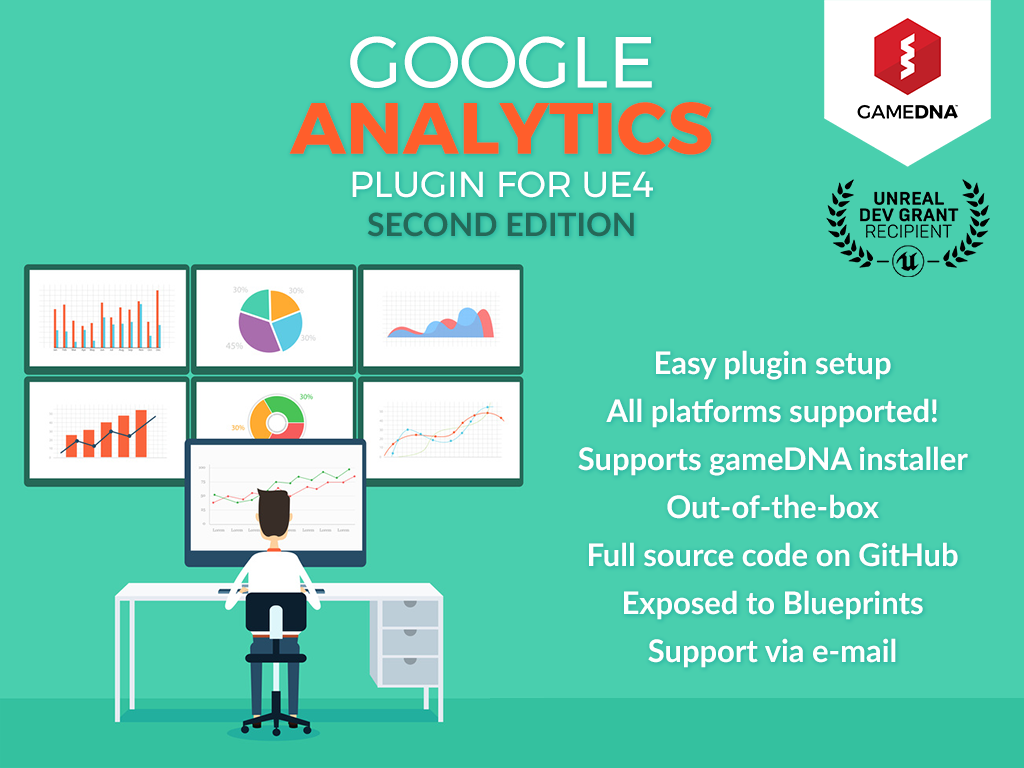 GOOGLE
ANALYTICS
PLUGIN FOR UE4
SECOND EDITION
GAMEDNA™
UNREAL
DEV GRANT
RECIPIENT
30%
30%
30%
45%
30%
30%
Easy plugin setup
All platforms supported!
Supports gameDNA installer
Out-of-the-box
Full source code on GitHub
Exposed to Blueprints
Support via e-mail